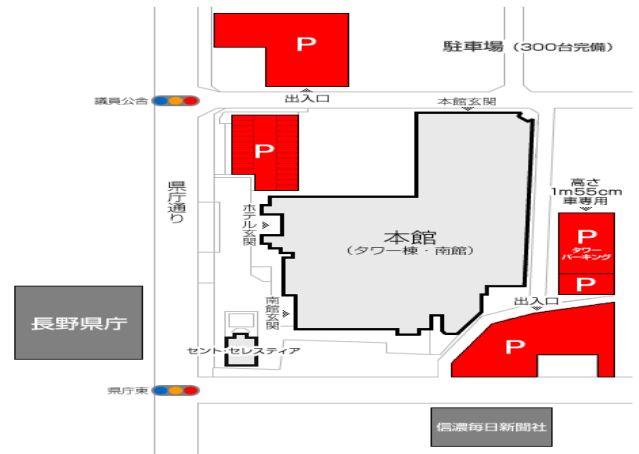 P
駐車場（300台完備）
議員公舎
出入口
本館玄関
P
県庁通り
高さ
1m55cm
車専用
ホテル玄関
本館
（タワー棟・南館）
P
タワー
パーキング
P
長野県庁
南館玄関
出入口
セント・セレスティア
P
県庁東
信濃毎日新聞社